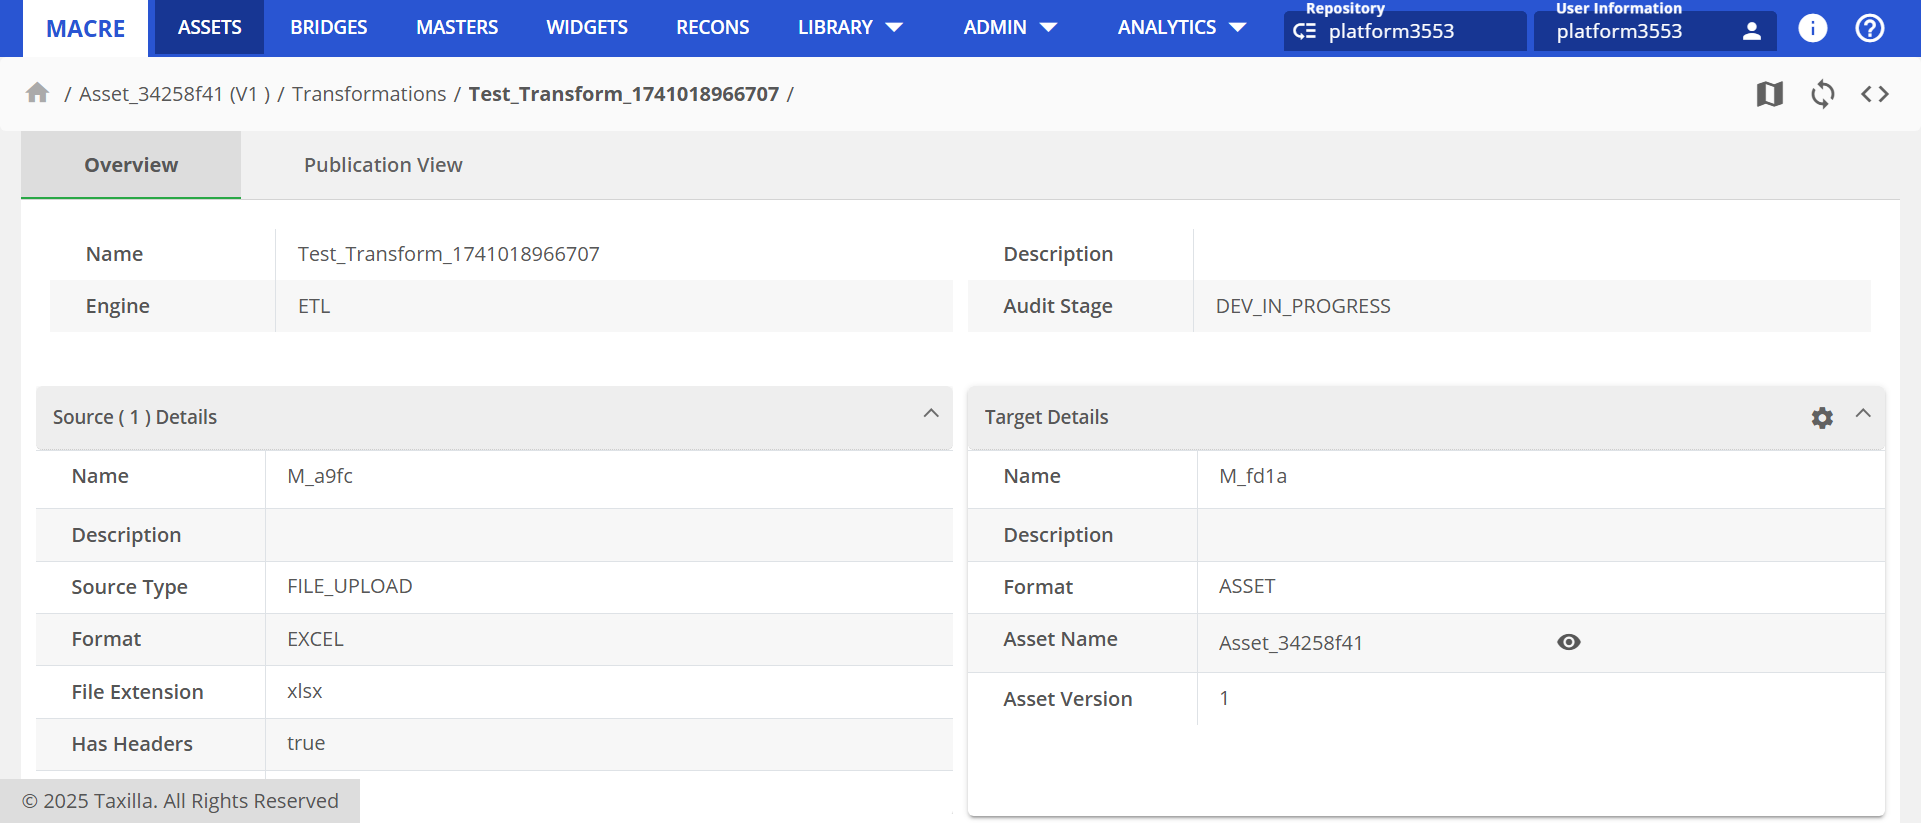 MACRE ASSETS BRIDGES MASTERS WIDGETS RECONS LIBRARY ADMIN ANALYTICS
Repository
platform3553
User Information
platform3553
/ Asset_34258f41 (V1 ) / Transformations / Test_Transform_1741018966707 /
Overview Publication View
Name Test_Transform_1741018966707
Description
Engine ETL
Audit Stage DEV_IN_PROGRESS
Source ( 1 ) Details
Name M_a9fc
Description
Source Type FILE_UPLOAD
Format EXCEL
File Extension xlsx
Has Headers true
Target Details
Name M_fd1a
Description
Format ASSET
Asset Name Asset_34258f41
Asset Version 1
© 2025 Taxilla. All Rights Reserved